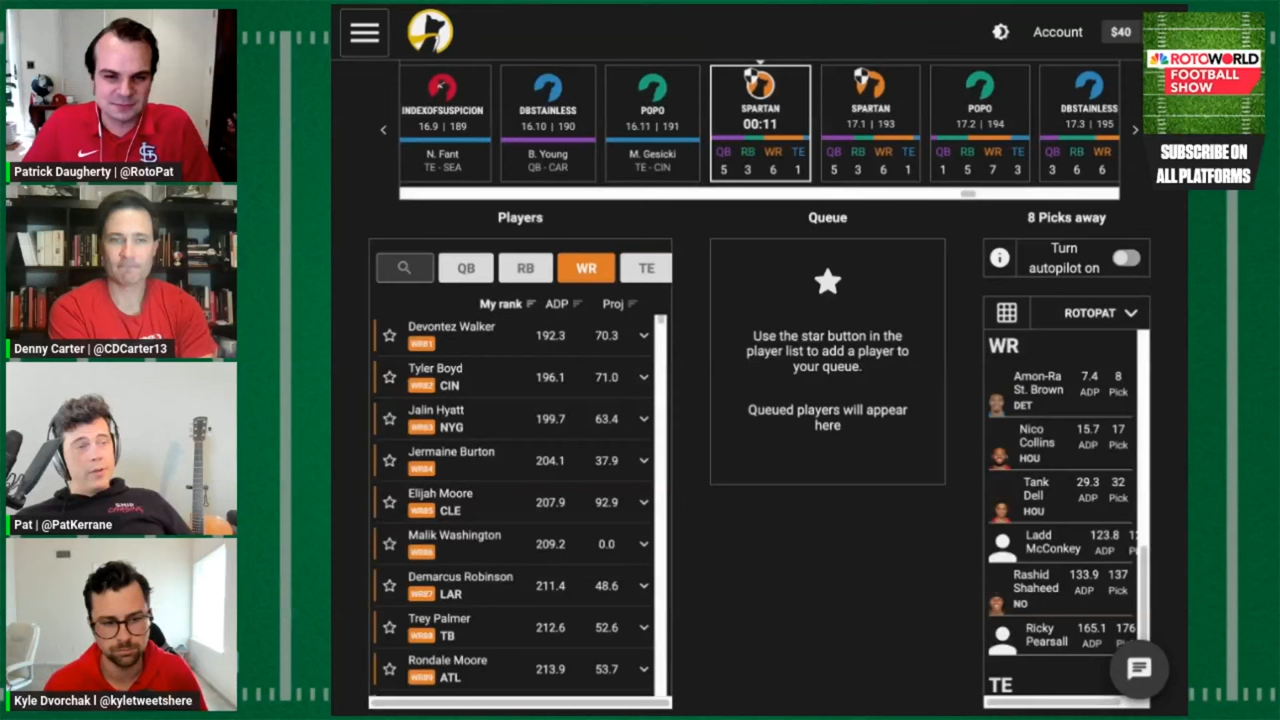 Patrick Daugherty | @RotoPat
Denny Carter | @CDCarter13
Pat | @PatKerrane
Kyle Dvorchak l @kyletweetshere
Account
$40
ROTOWORLD
FOOTBALL
SHOW
SUBSCRIBE ON
ALL PLATFORMS
INDEXOFSUSPICION
16.9 | 189
N. Fant
TE - SEA
DBSTAINLESS
16.10 | 190
B. Young
QB - CAR
POPO
16.11 | 191
M. Gesicki
TE - CIN
SPARTAN
00:11
QB RB WR TE
5 3 6 1
SPARTAN
17.1 | 193
QB RB WR TE
5 3 6 1
POPO
17.2 | 194
QB RB WR TE
1 5 7 3
DBSTAINLESS
17.3 | 195
QB RB WR
3 6 6
Players
QB RB WR TE
My rank ADP Proj
Devontez Walker 192.3 70.3
WR81
Tyler Boyd 196.1 71.0
WR82 CIN
Jalin Hyatt 199.7 63.4
WR83 NYG
Jermaine Burton 204.1 37.9
WR84
Elijah Moore 207.9 92.9
WR85 CLE
Malik Washington 209.2 0.0
WR86
Demarcus Robinson 211.4 48.6
WR87 LAR
Trey Palmer 212.6 52.6
WR88 TB
Rondale Moore 213.9 53.7
WR89 ATL
Queue
Use the star button in the
player list to add a player to
your queue.
Queued players will appear
here
8 Picks away
Turn
autopilot on
ROTOPAT
WR
Amon-Ra 7.4 8
St. Brown ADP Pick
DET
Nico 15.7 17
Collins ADP Pick
HOU
Tank 29.3 32
Dell ADP Pick
HOU
Ladd 123.8
McConkey ADP
Rashid 133.9 137
Shaheed ADP Pick
NO
Ricky 165.1 176
Pearsall ADP
TE